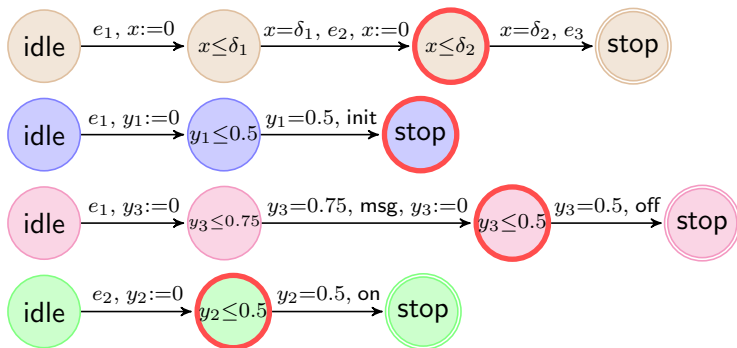 e₁, x:=0 x=δ₁, e₂, x:=0 x=δ₂, e₃
idle x≤δ₁ x≤δ₂ stop
e₁, y₁:=0 y₁=0.5, init
idle y₁≤0.5 stop
e₁, y₃:=0 y₃=0.75, msg, y₃:=0 y₃=0.5, off
idle y₃≤0.75 y₃≤0.5 stop
e₂, y₂:=0 y₂=0.5, on
idle y₂≤0.5 stop